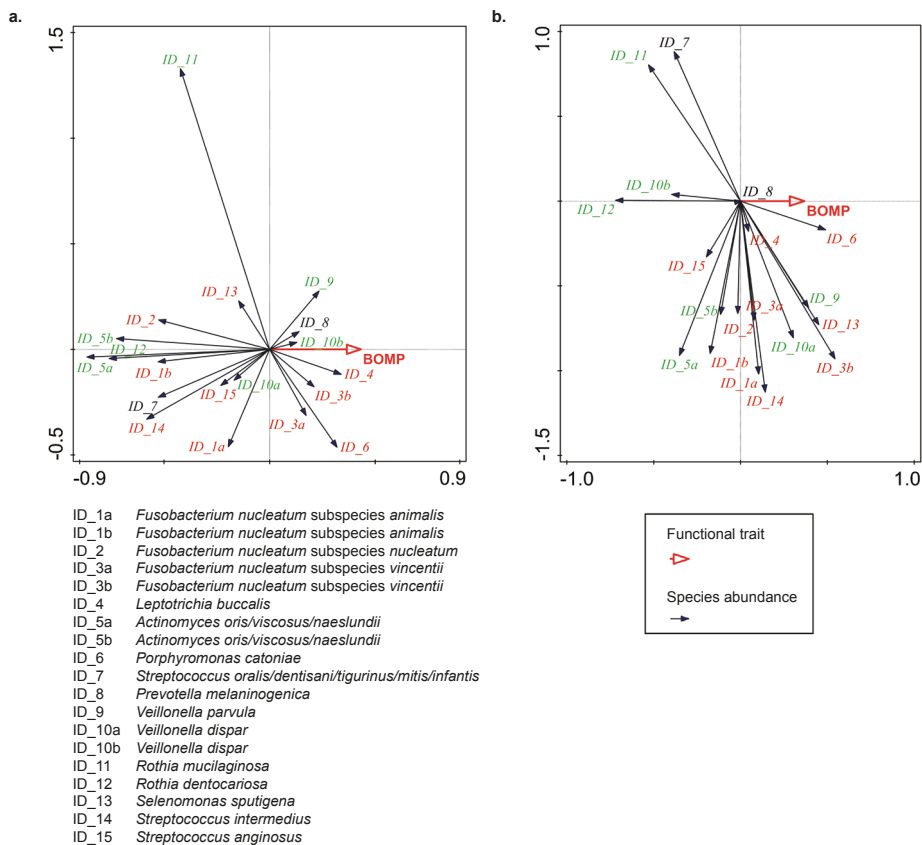 a.
1.5
ID_11
ID_9
ID_13
ID_2
ID_8
ID_5b
ID_10b
ID_12
BOMP
ID_5a
ID_1b
ID_4
ID_10a
ID_15
ID_3b
ID_7
ID_14
ID_3a
ID_1a
ID_6
-0.5
-0.9
0.9
b.
1.0
ID_7
ID_11
ID_10b
ID_8
ID_12
BOMP
ID_4
ID_6
ID_15
ID_5b
ID_3a
ID_9
ID_2
ID_13
ID_10a
ID_5a
ID_1b
ID_3b
ID_1a
ID_14
-1.5
-1.0
1.0
ID_1a Fusobacterium nucleatum subspecies animalis
ID_1b Fusobacterium nucleatum subspecies animalis
ID_2 Fusobacterium nucleatum subspecies nucleatum
ID_3a Fusobacterium nucleatum subspecies vincentii
ID_3b Fusobacterium nucleatum subspecies vincentii
ID_4 Leptotrichia buccalis
ID_5a Actinomyces oris/viscosus/naeslundii
ID_5b Actinomyces oris/viscosus/naeslundii
ID_6 Porphyromonas catoniae
ID_7 Streptococcus oralis/dentisani/tigurinus/mitis/infantis
ID_8 Prevotella melaninogenica
ID_9 Veillonella parvula
ID_10a Veillonella dispar
ID_10b Veillonella dispar
ID_11 Rothia mucilaginosa
ID_12 Rothia dentocariosa
ID_13 Selenomonas sputigena
ID_14 Streptococcus intermedius
ID_15 Streptococcus anginosus
Functional trait
Species abundance